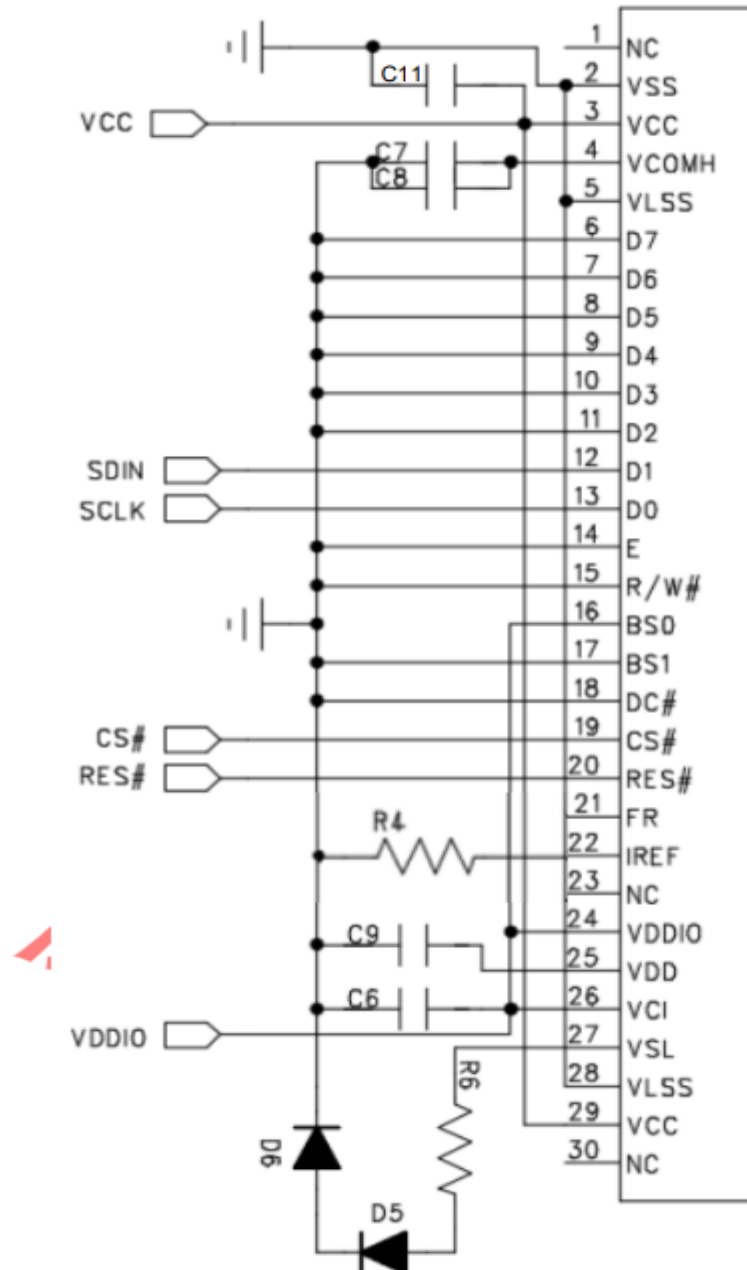 1 NC
C11
2 VSS
VCC 3 VCC
C7 4 VCOMH
C8
5 VLSS
6 D7
7 D6
8 D5
9 D4
10 D3
11 D2
SDIN 12 D1
SCLK 13 D0
14 E
15 R/W#
16 BS0
17 BS1
18 DC#
CS# 19 CS#
RES# 20 RES#
21 FR
R4
22 IREF
23 NC
C9 24 VDDIO
25 VDD
C6 26 VCI
VDDIO 27 VSL
R6 28 VLSS
29 VCC
D6 30 NC
D5